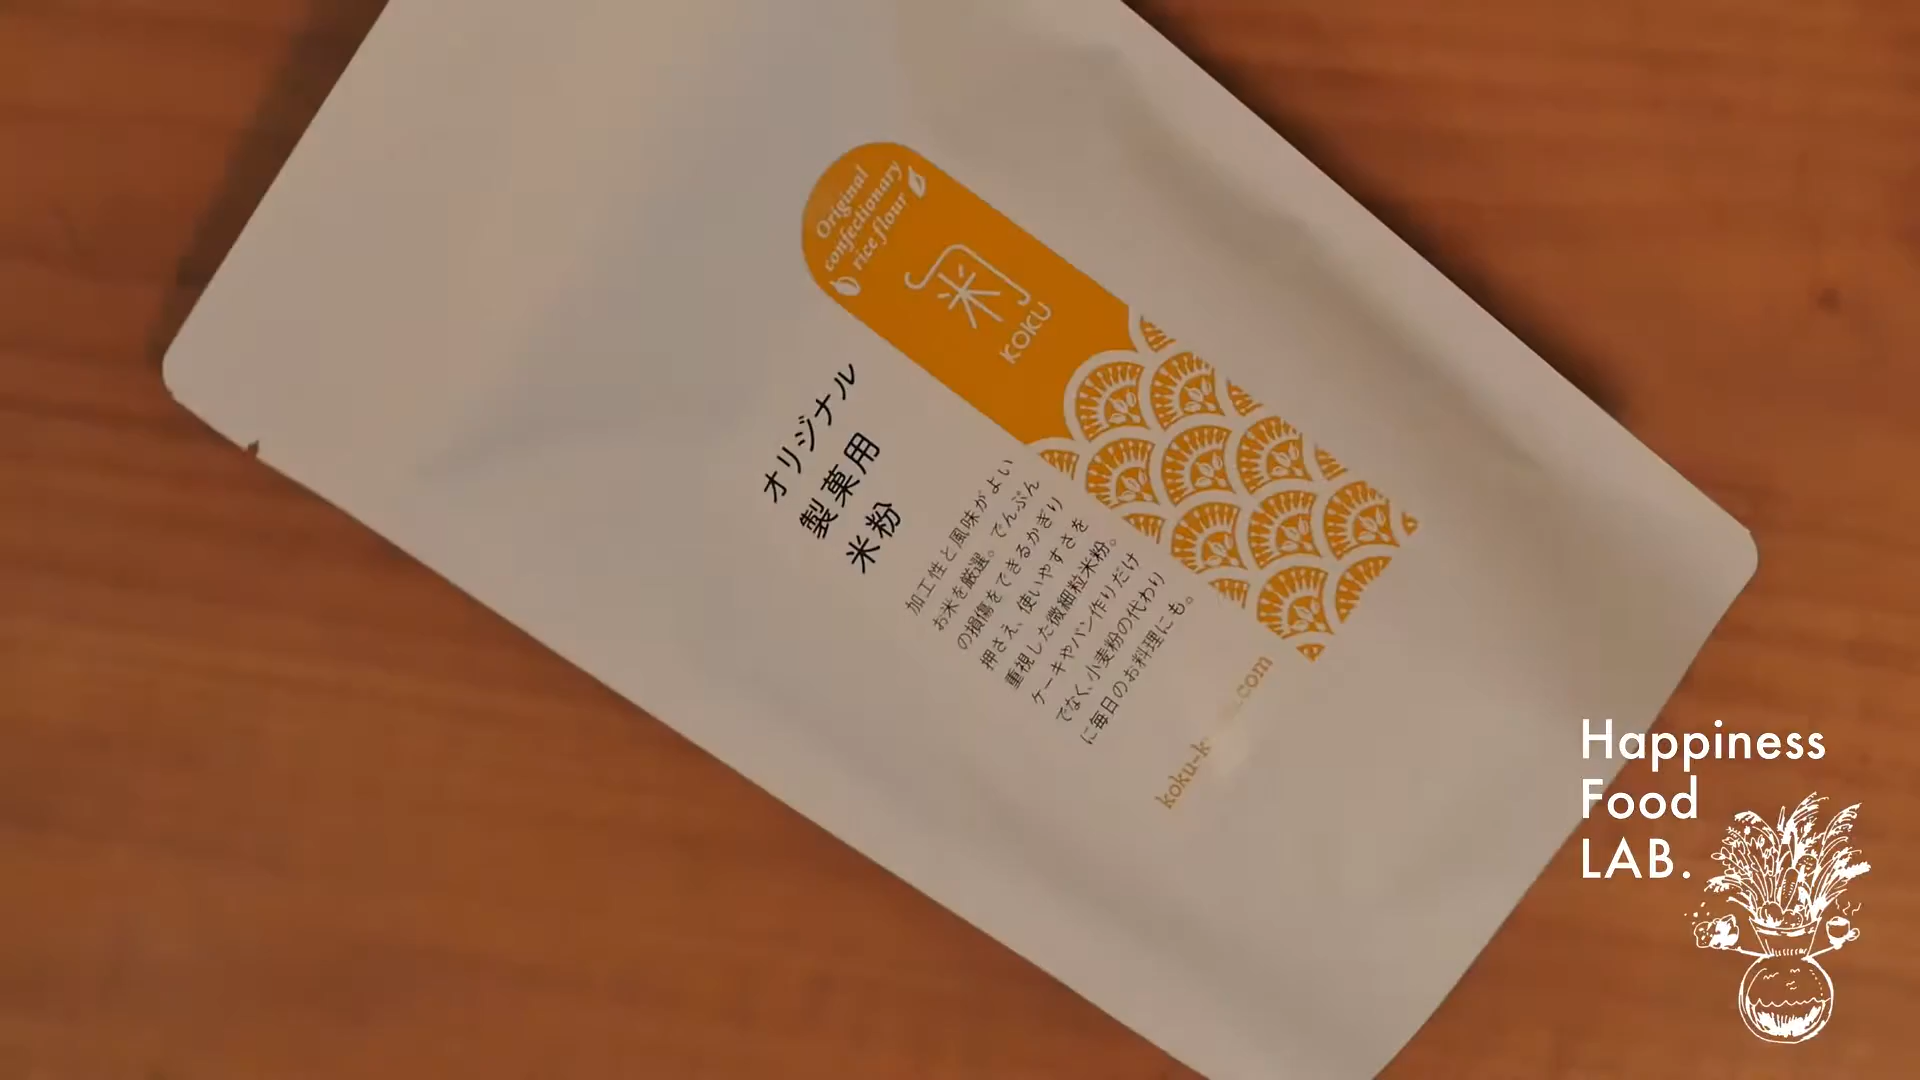 Original
confectionary
rice flour
米
KOKU
オリジナル
製菓用
米粉
加工性と風味がよい
お米を厳選。でんぷん
の損傷をできるかぎり
押さえ、使いやすさを
重視した微細粒米粉。
ケーキやパン作りだけ
でなく、小麦粉の代わり
に毎日のお料理にも。
Happiness
Food
LAB.